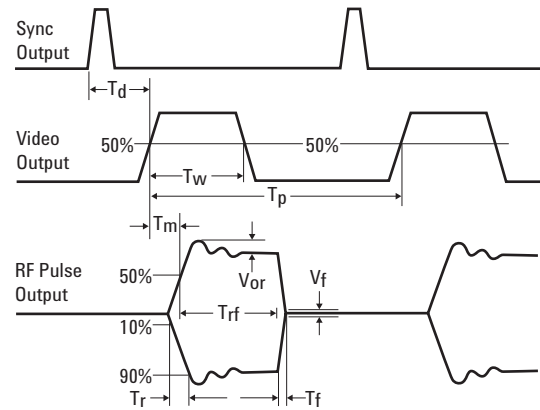 Sync
Output
Td
Video
Output
50%
50%
Tw
Tp
Tm
RF Pulse
Output
50%
Vor
Vf
Trf
10%
90%
Tr
Tf